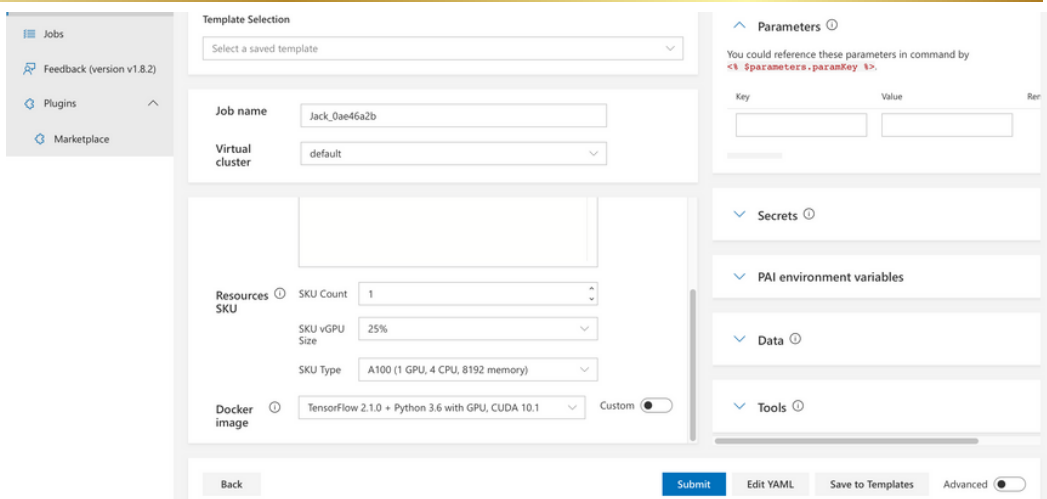 Jobs
Feedback (version v1.8.2)
Plugins
Marketplace
Template Selection
Select a saved template
Job name
Jack_0ae46a2b
Virtual
cluster
default
Resources
SKU
SKU Count
1
SKU vGPU
Size
25%
SKU Type
A100 (1 GPU, 4 CPU, 8192 memory)
Docker
image
TensorFlow 2.1.0 + Python 3.6 with GPU, CUDA 10.1
Custom
Back
Submit
Edit YAML
Save to Templates
Advanced
Parameters
You could reference these parameters in command by
<% $parameters.paramKey %>.
Key Value Rer
Secrets
PAI environment variables
Data
Tools